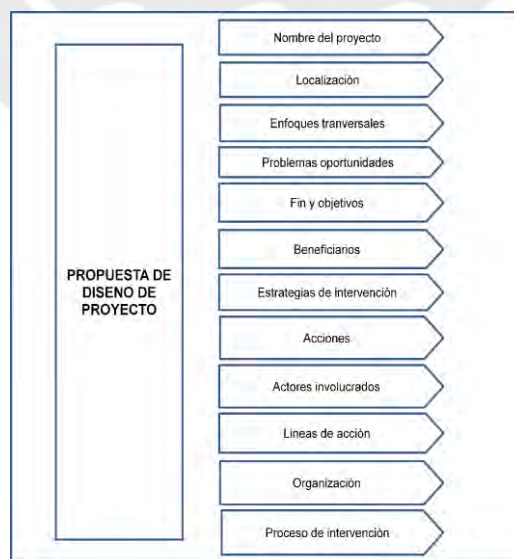 Nombre del proyecto
Localización
Enfoques tranversales
Problemas oportunidades
Fin y objetivos
Beneficiarios
PROPUESTA DE
DISENO DE
PROYECTO
Estrategias de intervención
Acciones
Actores involucrados
Lineas de acción
Organización
Proceso de intervención